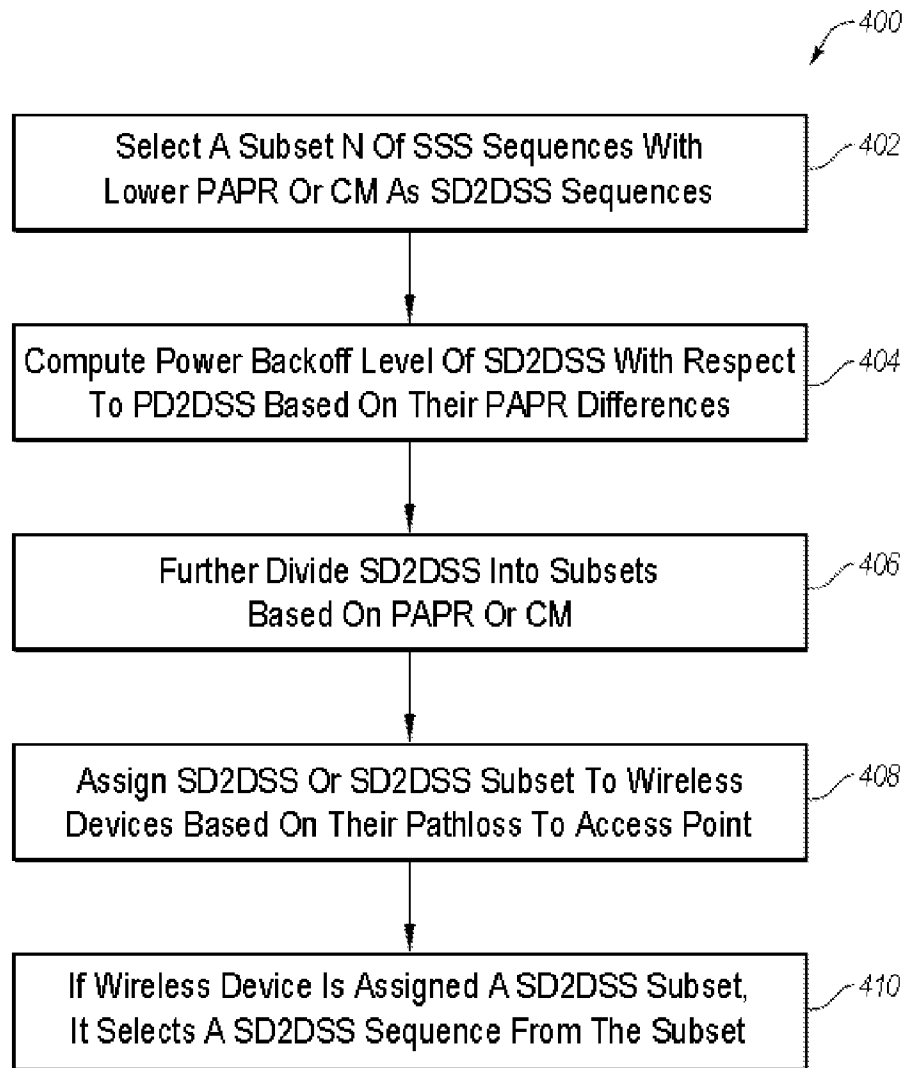 400
Select A Subset N Of SSS Sequences With
Lower PAPR Or CM As SD2DSS Sequences
402
Compute Power Backoff Level Of SD2DSS With Respect
To PD2DSS Based On Their PAPR Differences
404
Further Divide SD2DSS Into Subsets
Based On PAPR Or CM
406
Assign SD2DSS Or SD2DSS Subset To Wireless
Devices Based On Their Pathloss To Access Point
408
If Wireless Device Is Assigned A SD2DSS Subset,
It Selects A SD2DSS Sequence From The Subset
410